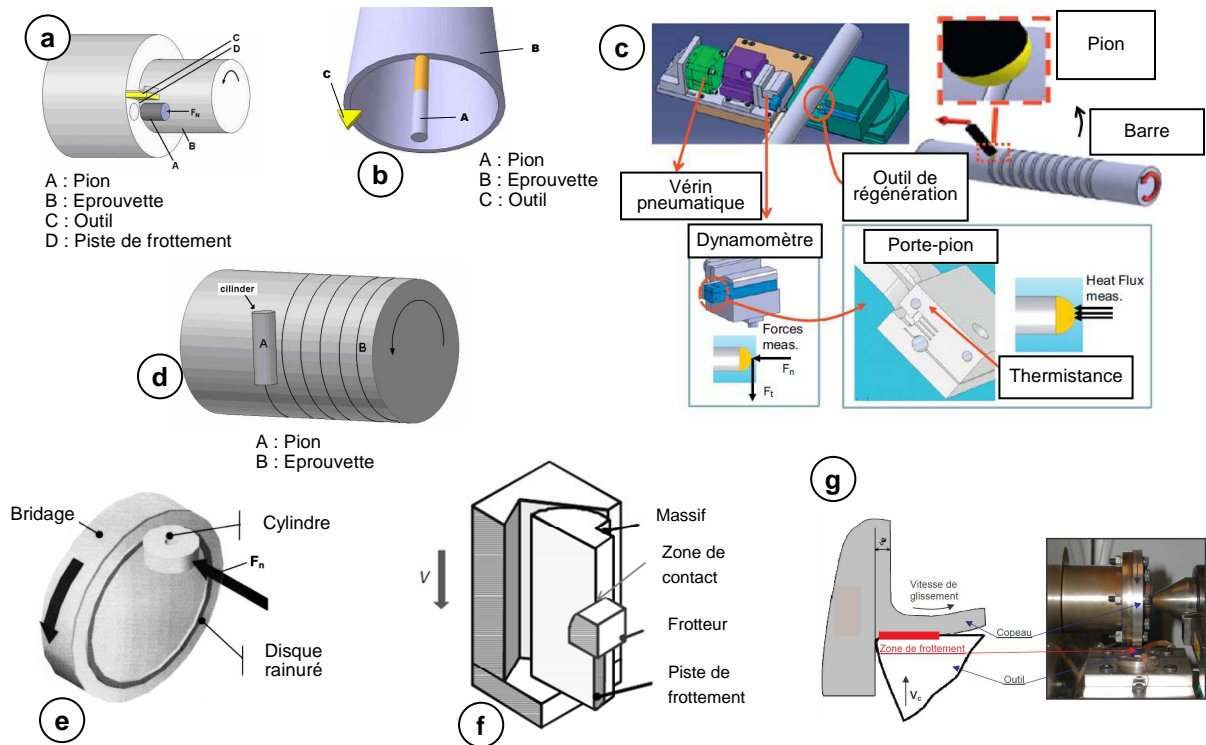 a
C
D
F_N
B
A
A : Pion
B : Eprouvette
C : Outil
D : Piste de frottement
B
C
A
b
A : Pion
B : Eprouvette
C : Outil
c
Pion
Barre
Vérin
pneumatique
Outil de
régénération
Dynamomètre
Forces
meas.
F_n
F_t
Porte-pion
Heat Flux
meas.
Thermistance
cilinder
A
B
d
A : Pion
B : Eprouvette
Bridage
Cylindre
F_n
Disque
rainuré
e
V
Massif
Zone de
contact
Frotteur
Piste de
frottement
f
g
Vitesse de
glissement
Copeau
Zone de frottement
Outil
V_c